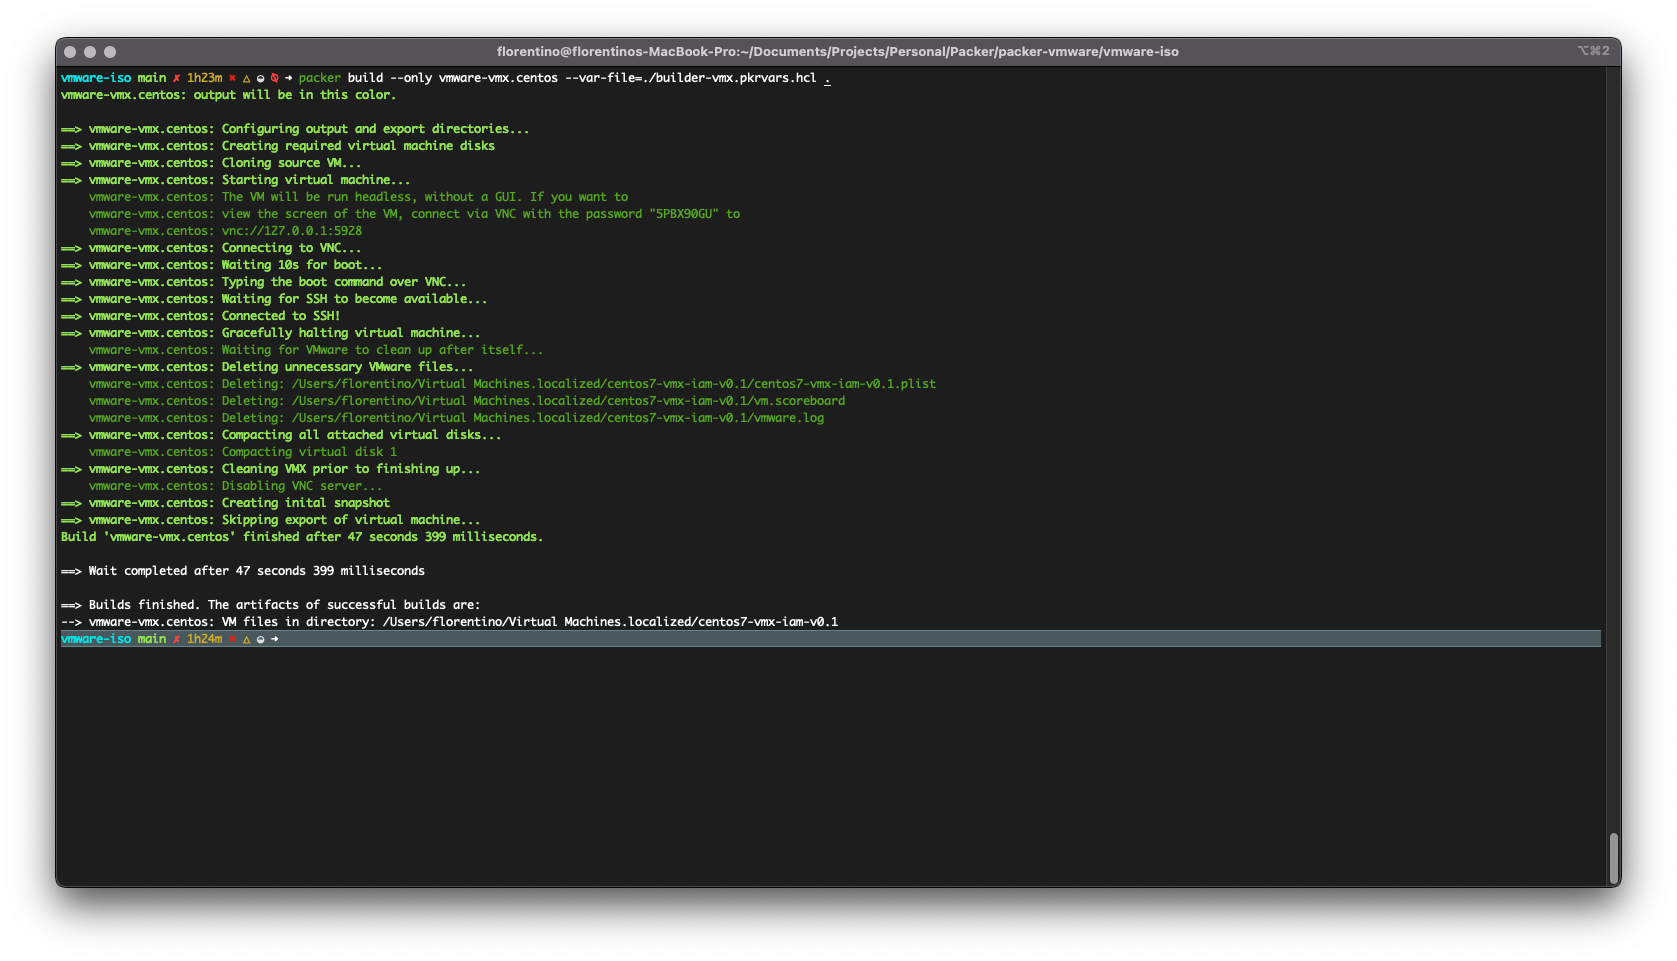 florentino@florentinos-MacBook-Pro:~/Documents/Projects/Personal/Packer/packer-vmware/vmware-iso ⌥⌘2
vmware-iso main ✗ 1h23m ✖ △ ◒ ➜ packer build --only vmware-vmx.centos --var-file=./builder-vmx.pkrvars.hcl .
vmware-vmx.centos: output will be in this color.
==> vmware-vmx.centos: Configuring output and export directories...
==> vmware-vmx.centos: Creating required virtual machine disks
==> vmware-vmx.centos: Cloning source VM...
==> vmware-vmx.centos: Starting virtual machine...
vmware-vmx.centos: The VM will be run headless, without a GUI. If you want to
vmware-vmx.centos: view the screen of the VM, connect via VNC with the password "5PBX90GU" to
vmware-vmx.centos: vnc://127.0.0.1:5928
==> vmware-vmx.centos: Connecting to VNC...
==> vmware-vmx.centos: Waiting 10s for boot...
==> vmware-vmx.centos: Typing the boot command over VNC...
==> vmware-vmx.centos: Waiting for SSH to become available...
==> vmware-vmx.centos: Connected to SSH!
==> vmware-vmx.centos: Gracefully halting virtual machine...
vmware-vmx.centos: Waiting for VMware to clean up after itself...
==> vmware-vmx.centos: Deleting unnecessary VMware files...
vmware-vmx.centos: Deleting: /Users/florentino/Virtual Machines.localized/centos7-vmx-iam-v0.1/centos7-vmx-iam-v0.1.plist
vmware-vmx.centos: Deleting: /Users/florentino/Virtual Machines.localized/centos7-vmx-iam-v0.1/vm.scoreboard
vmware-vmx.centos: Deleting: /Users/florentino/Virtual Machines.localized/centos7-vmx-iam-v0.1/vmware.log
==> vmware-vmx.centos: Compacting all attached virtual disks...
vmware-vmx.centos: Compacting virtual disk 1
==> vmware-vmx.centos: Cleaning VMX prior to finishing up...
vmware-vmx.centos: Disabling VNC server...
==> vmware-vmx.centos: Creating inital snapshot
==> vmware-vmx.centos: Skipping export of virtual machine...
Build 'vmware-vmx.centos' finished after 47 seconds 399 milliseconds.
==> Wait completed after 47 seconds 399 milliseconds
==> Builds finished. The artifacts of successful builds are:
--> vmware-vmx.centos: VM files in directory: /Users/florentino/Virtual Machines.localized/centos7-vmx-iam-v0.1
vmware-iso main ✗ 1h24m ✖ △ ◒ ➜